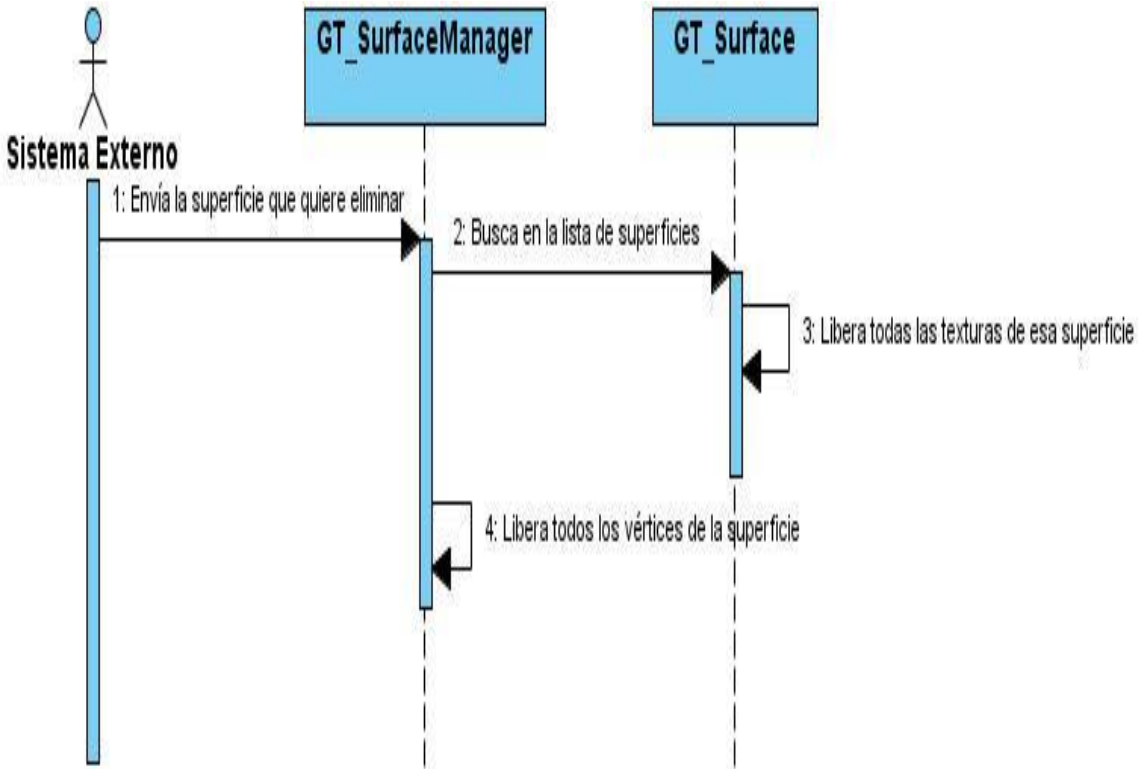 GT_SurfaceManager
GT_Surface
Sistema Externo
1: Envía la superficie que quiere eliminar
2: Busca en la lista de superficies
3: Libera todas las texturas de esa superficie
4: Libera todos los vértices de la superficie